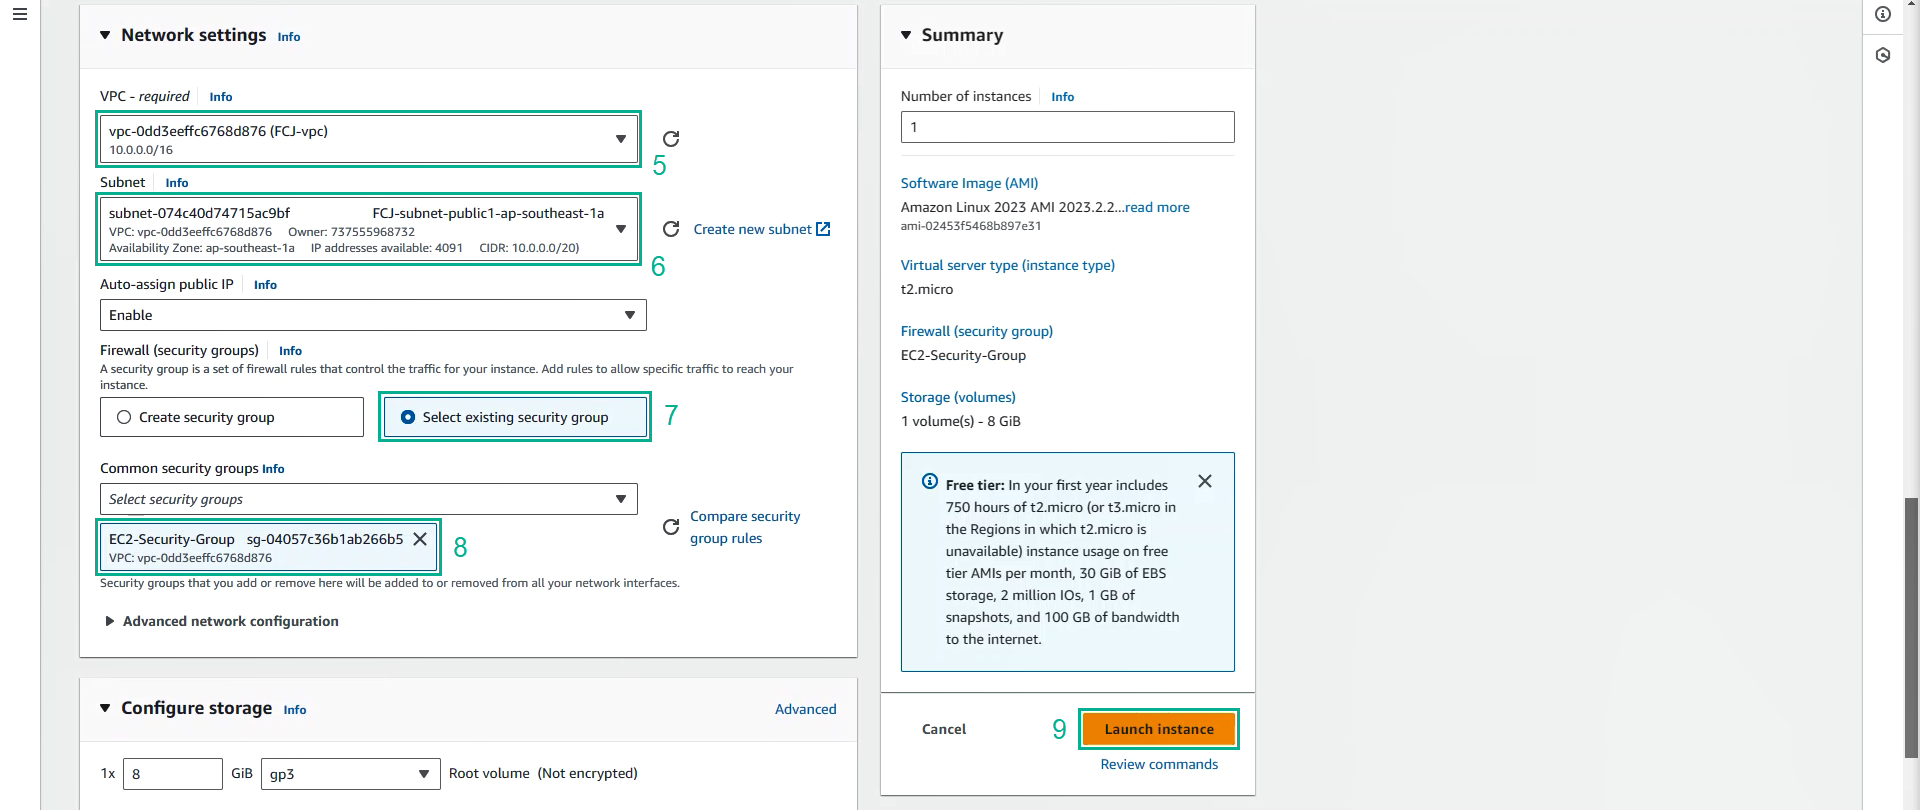 Network settings Info
VPC - required Info
vpc-0dd3eeffc6768d876 (FCJ-vpc)
10.0.0.0/16
5
Subnet Info
subnet-074c40d74715ac9bf FCJ-subnet-public1-ap-southeast-1a
VPC: vpc-0dd3eeffc6768d876 Owner: 737555968732
Availability Zone: ap-southeast-1a IP addresses available: 4091 CIDR: 10.0.0.0/20)
Create new subnet
6
Auto-assign public IP Info
Enable
Firewall (security groups) Info
A security group is a set of firewall rules that control the traffic for your instance. Add rules to allow specific traffic to reach your
instance.
Create security group
Select existing security group
7
Common security groups Info
Select security groups
Compare security
group rules
EC2-Security-Group sg-04057c36b1ab266b5
VPC: vpc-0dd3eeffc6768d876
8
Security groups that you add or remove here will be added to or removed from all your network interfaces.
Advanced network configuration
Configure storage Info
Advanced
1x 8 GiB gp3 Root volume (Not encrypted)
Summary
Number of instances Info
1
Software Image (AMI)
Amazon Linux 2023 AMI 2023.2.2...read more
ami-02453f5468b897e31
Virtual server type (instance type)
t2.micro
Firewall (security group)
EC2-Security-Group
Storage (volumes)
1 volume(s) - 8 GiB
Free tier: In your first year includes
750 hours of t2.micro (or t3.micro in
the Regions in which t2.micro is
unavailable) instance usage on free
tier AMIs per month, 30 GiB of EBS
storage, 2 million IOs, 1 GB of
snapshots, and 100 GB of bandwidth
to the internet.
Cancel
9
Launch instance
Review commands